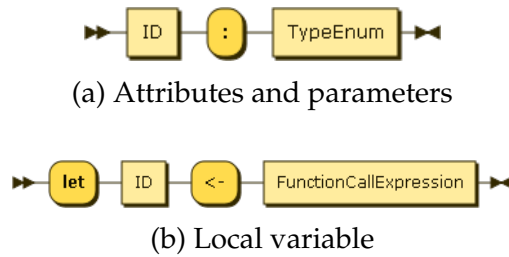 ID : TypeEnum
(a) Attributes and parameters
let ID <- FunctionCallExpression
(b) Local variable